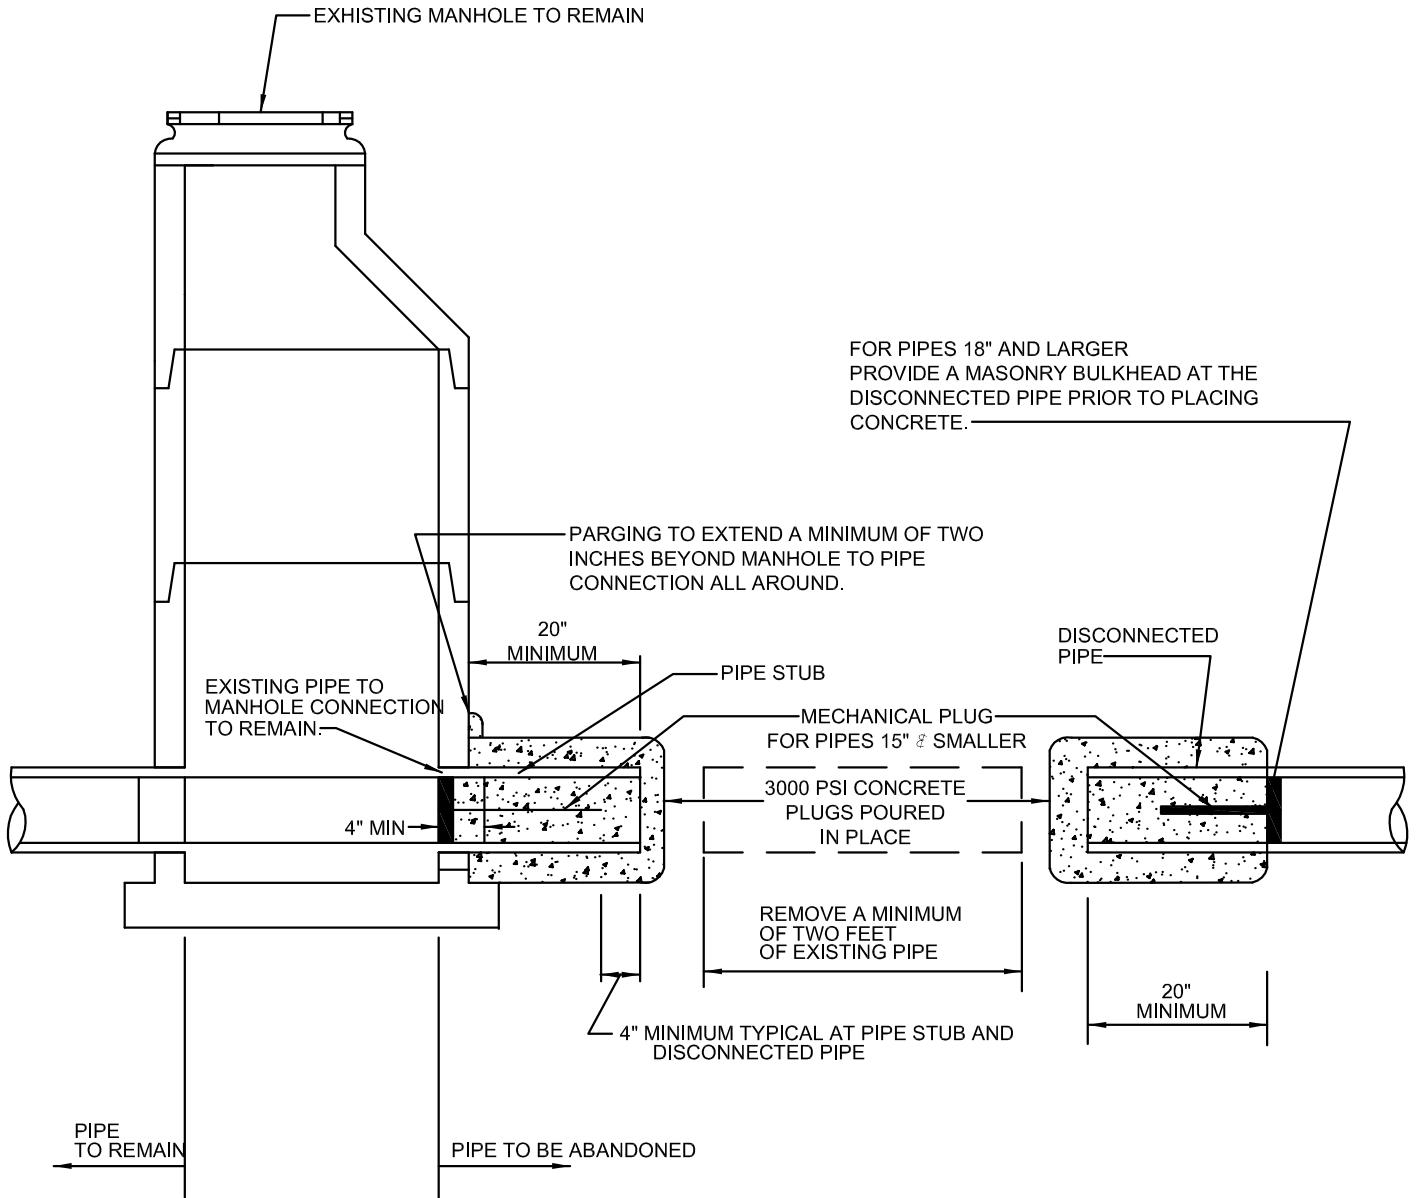 EXHISTING MANHOLE TO REMAIN
FOR PIPES 18" AND LARGER
PROVIDE A MASONRY BULKHEAD AT THE
DISCONNECTED PIPE PRIOR TO PLACING
CONCRETE.
PARGING TO EXTEND A MINIMUM OF TWO
INCHES BEYOND MANHOLE TO PIPE
CONNECTION ALL AROUND.
20"
MINIMUM
DISCONNECTED
PIPE
PIPE STUB
EXISTING PIPE TO
MANHOLE CONNECTION
TO REMAIN.
MECHANICAL PLUG
FOR PIPES 15" & SMALLER
3000 PSI CONCRETE
PLUGS POURED
IN PLACE
4" MIN
REMOVE A MINIMUM
OF TWO FEET
OF EXISTING PIPE
20"
MINIMUM
4" MINIMUM TYPICAL AT PIPE STUB AND
DISCONNECTED PIPE
PIPE
TO REMAIN
PIPE TO BE ABANDONED